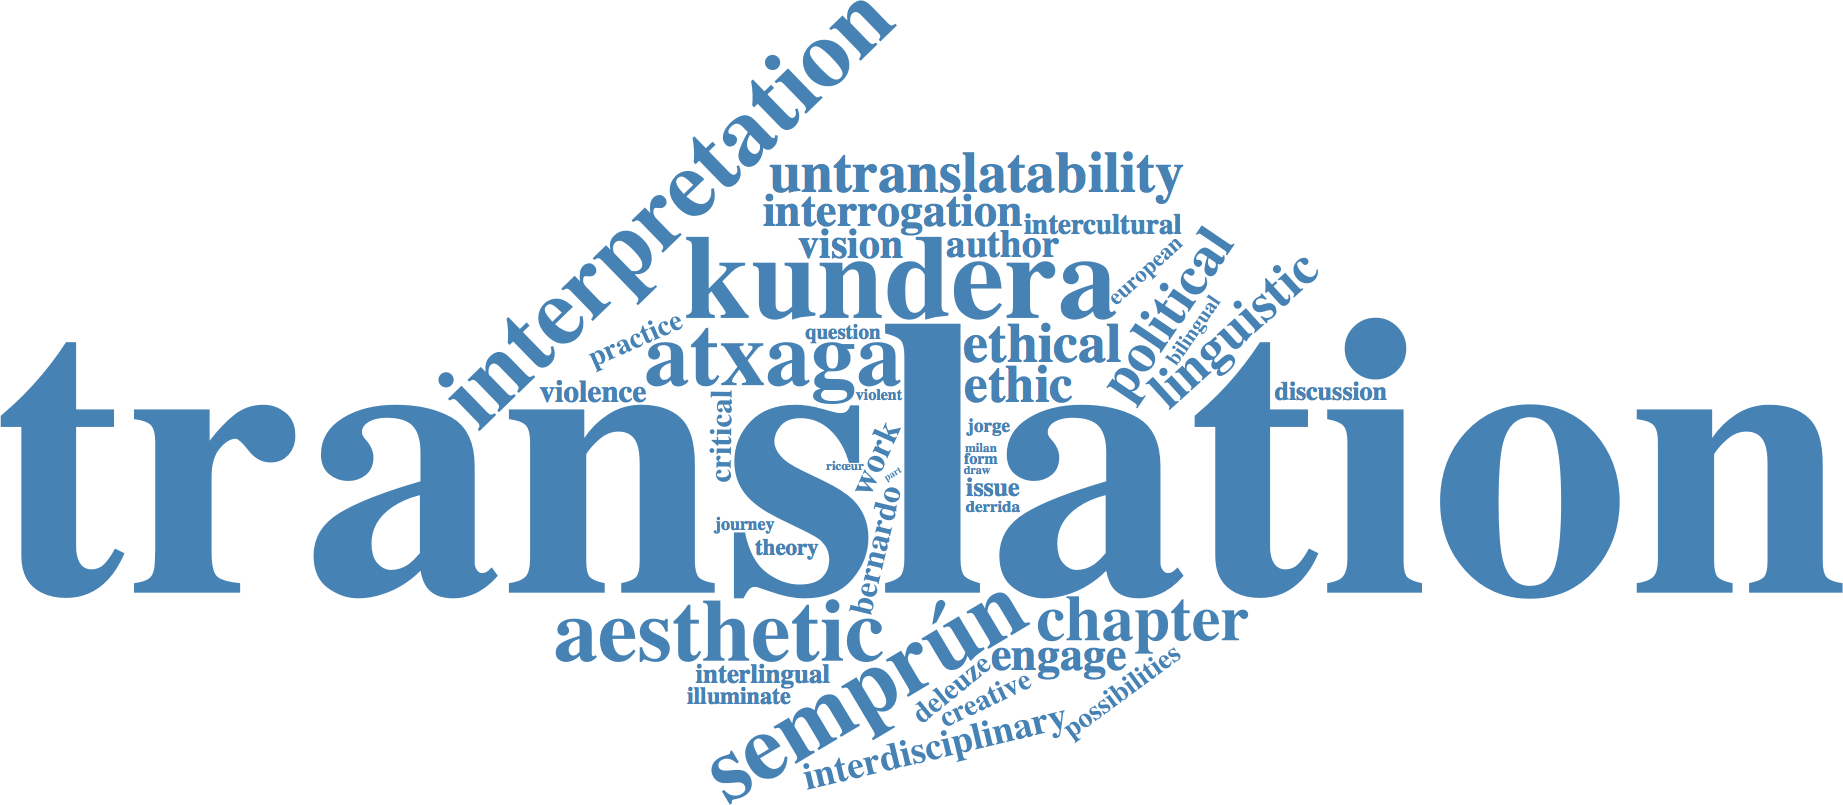 interpretation
untranslatability
interrogation
intercultural
vision
author
kundera
european
political
bilingual
linguistic
practice
question
atxaga
ethical
violence
violent
ethic
discussion
translation
critical
work
jorge
ricœur
part
milan
form
draw
issue
derrida
bernardo
journey
theory
aesthetic
semprún
chapter
interlingual
engage
illuminate
deleuze
creative
possibilities
interdisciplinary